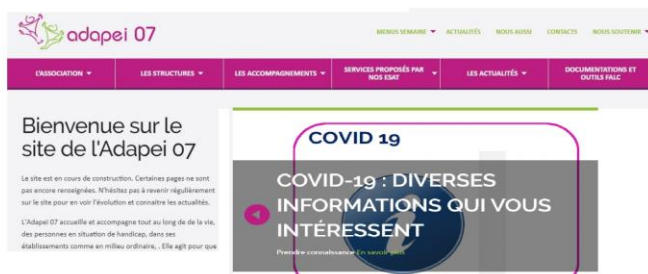 adapei 07
MENUS SEMAINE ACTUALITÉS NOUS AUSSI CONTACTS NOUS SOUTENIR
L'ASSOCIATION LES STRUCTURES LES ACCOMPAGNEMENTS SERVICES PROPOSÉS PAR NOS ESAT LES ACTUALITÉS DOCUMENTATIONS ET OUTILS FALC
Bienvenue sur le
site de l'Adapei 07
Le site est en cours de construction. Certaines pages ne sont
pas encore renseignées. N'hésitez pas à revenir régulièrement
sur le site pour en voir l'évolution et connaitre les actualités.
L'Adapei 07 accueille et accompagne tout au long de de la vie,
des personnes en situation de handicap, dans ses
établissements comme en milieu ordinaire, . Elle agit pour que
COVID 19
COVID-19 : DIVERSES
INFORMATIONS QUI VOUS
INTÉRESSENT
Prendre connaissance En savoir plus